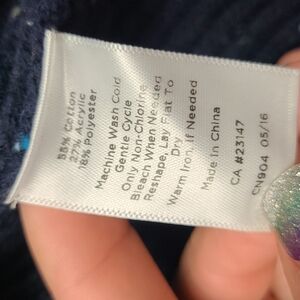 55% Cotton
27% Acrylic
18% Polyester
Machine Wash Cold
Gentle Cycle
Only Non-Chlorine
Bleach When Needed
Reshape, Lay Flat To
Dry
Warm Iron, If Needed
Made In China
CA #23147
CN904 05/16